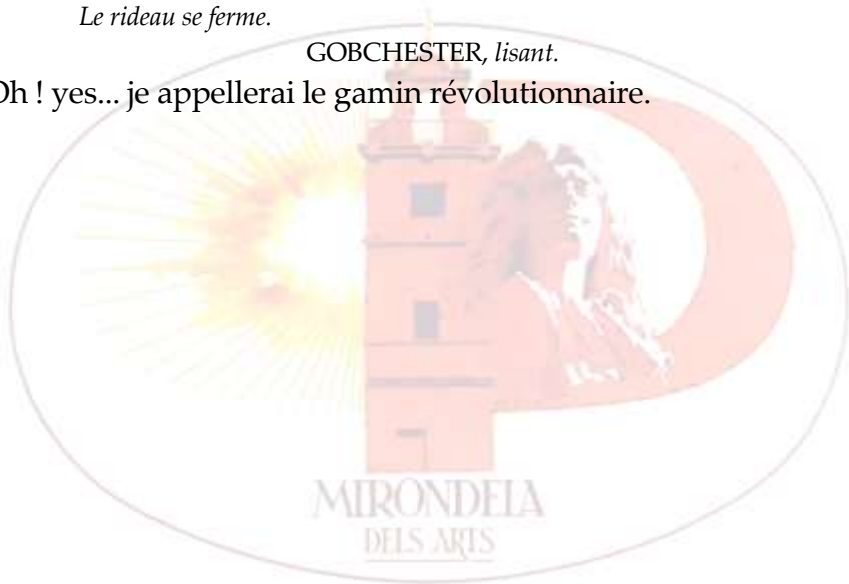 Le rideau se ferme.
GOBCHESTER, lisant.
Oh ! yes... je appellerai le gamin révolutionnaire.
MIRONDELA
DELS ARTS